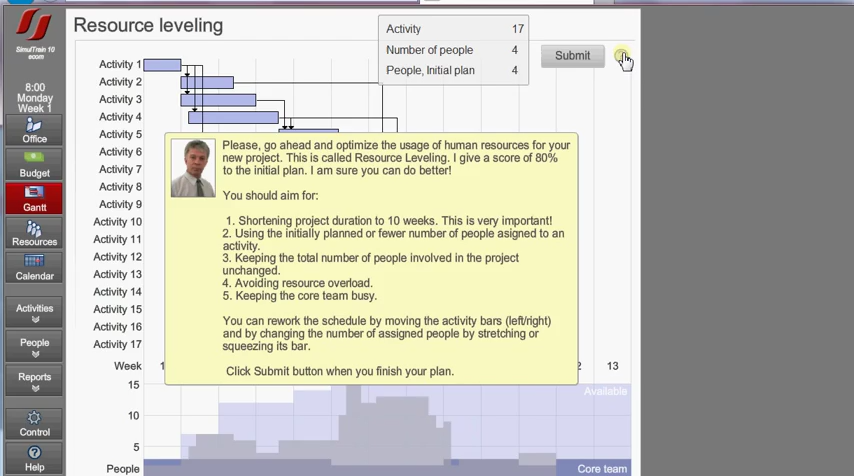 Resource leveling
Activity 17
Number of people 4
People, Initial plan 4
Submit
SimulTrain 10
ecom
8:00
Monday
Week 1
Office
Budget
Gantt
Resources
Calendar
Activities
People
Reports
Control
Help
Activity 1
Activity 2
Activity 3
Activity 4
Activity 5
Activity 6
Activity 7
Activity 8
Activity 9
Activity 10
Activity 11
Activity 12
Activity 13
Activity 14
Activity 15
Activity 16
Activity 17
Please, go ahead and optimize the usage of human resources for your
new project. This is called Resource Leveling. I give a score of 80%
to the initial plan. I am sure you can do better!
You should aim for:
1. Shortening project duration to 10 weeks. This is very important!
2. Using the initially planned or fewer number of people asigned to an
activity.
3. Keeping the total number of people involved in the project
unchanged.
4. Avoiding resource overload.
5. Keeping the core team busy.
You can rework the schedule by moving the activity bars (left/right)
and by changing the number of assigned people by stretching or
squeezing its bar.
Click Submit button when you finish your plan.
Week 1 2 13
15
Available
10
5
People
Core team